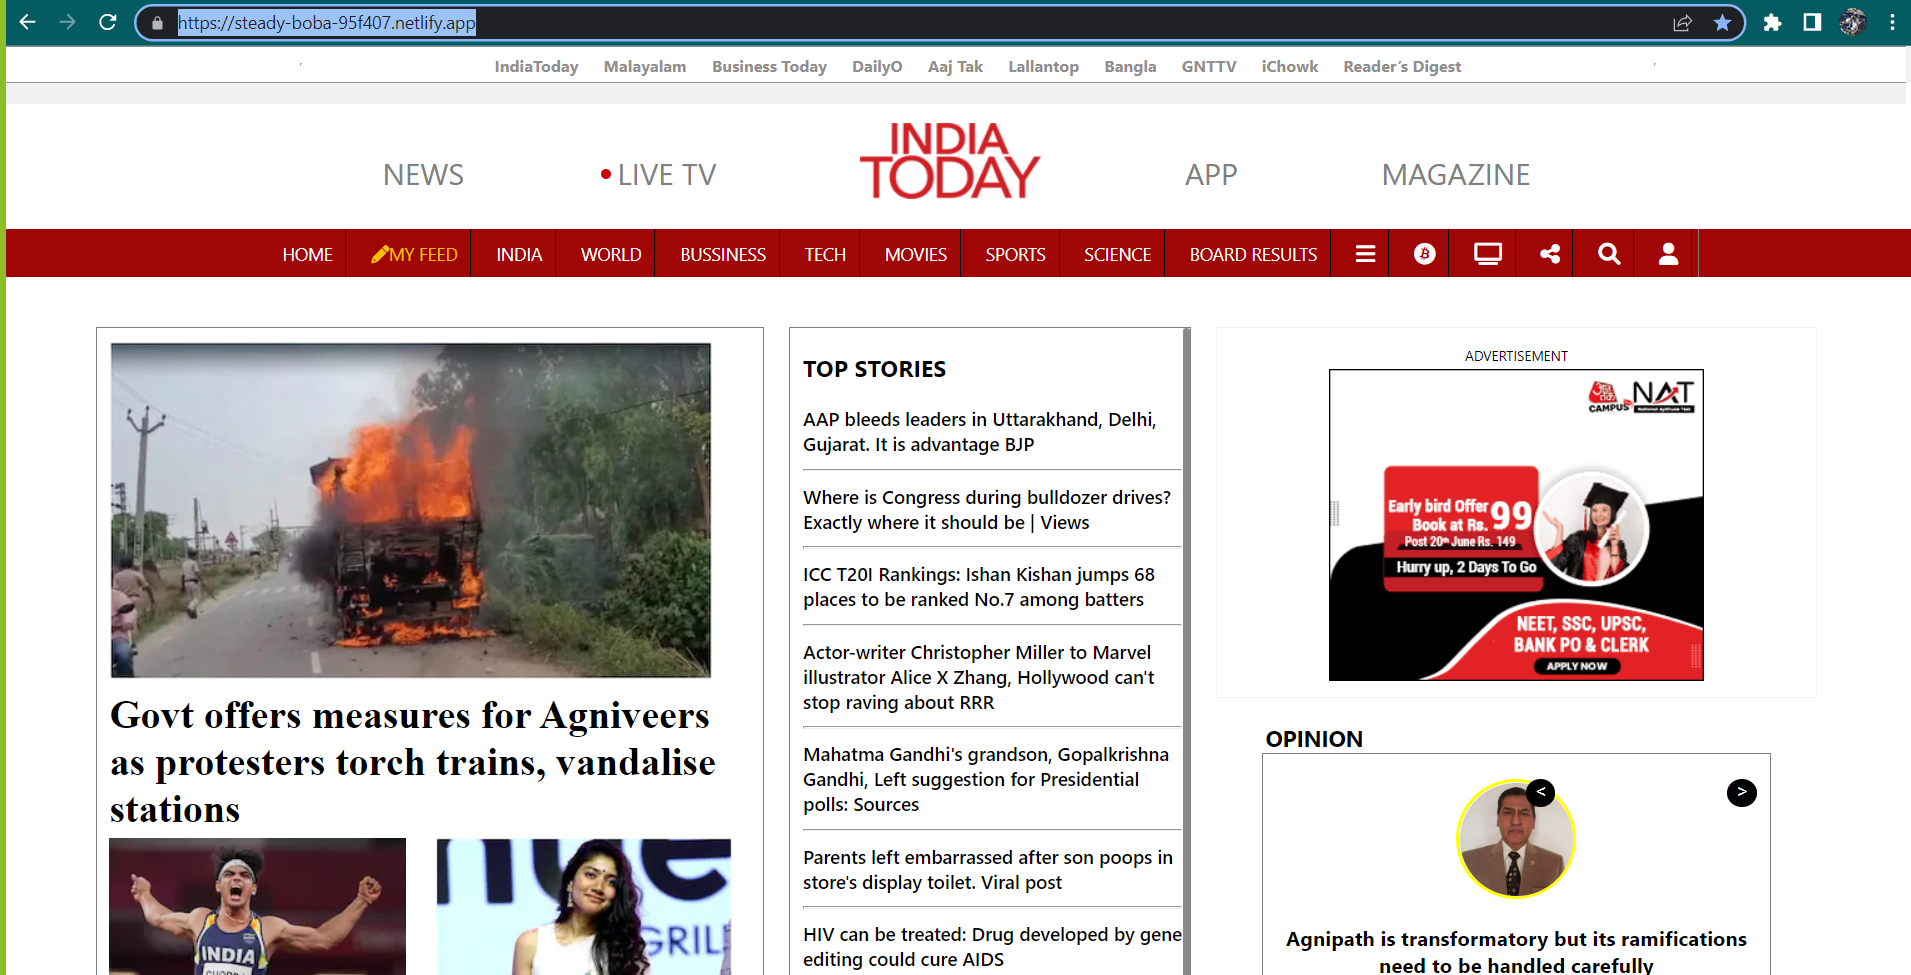 https://steady-boba-95f407.netlify.app
IndiaToday Malayalam Business Today DailyO Aaj Tak Lallantop Bangla GNTTV iChowk Reader’s Digest
NEWS
LIVE TV
INDIA
TODAY
APP
MAGAZINE
HOME MY FEED INDIA WORLD BUSSINESS TECH MOVIES SPORTS SCIENCE BOARD RESULTS
Govt offers measures for Agniveers
as protesters torch trains, vandalise
stations
INDIA
CHOPRA
GRILL
TOP STORIES
AAP bleeds leaders in Uttarakhand, Delhi,
Gujarat. It is advantage BJP
Where is Congress during bulldozer drives?
Exactly where it should be | Views
ICC T20I Rankings: Ishan Kishan jumps 68
places to be ranked No.7 among batters
Actor-writer Christopher Miller to Marvel
illustrator Alice X Zhang, Hollywood can't
stop raving about RRR
Mahatma Gandhi's grandson, Gopalkrishna
Gandhi, Left suggestion for Presidential
polls: Sources
Parents left embarrassed after son poops in
store's display toilet. Viral post
HIV can be treated: Drug developed by gene
editing could cure AIDS
ADVERTISEMENT
CAMPUS
NAT
National Aptitude Test
Early bird Offer
Book at Rs. 99
Post 20th June Rs. 149
Hurry up, 2 Days To Go
NEET, SSC, UPSC,
BANK PO & CLERK
APPLY NOW
OPINION
< >
Agnipath is transformatory but its ramifications
need to be handled carefully